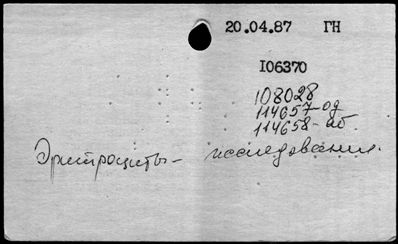 20.04.87 ГН
I06370
108028
114657-од
114658-аб.
Эритроциты – исследования.